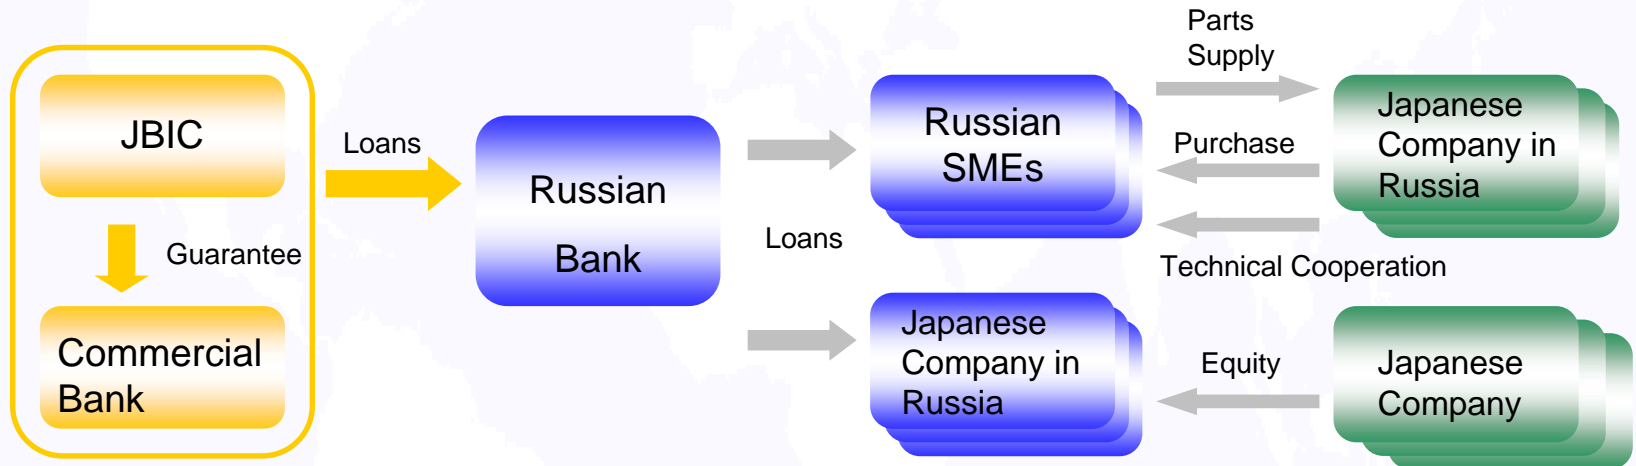 JBIC
Guarantee
Commercial
Bank
Loans
Russian
Bank
Loans
Russian
SMEs
Japanese
Company in
Russia
Parts
Supply
Purchase
Technical Cooperation
Equity
Japanese
Company in
Russia
Japanese
Company